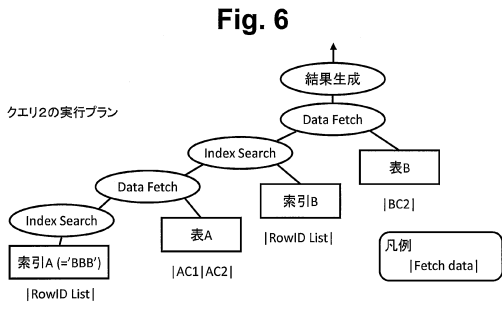 Fig. 6
結果生成
クエリ2の実行プラン
Data Fetch
Index Search
表B
Data Fetch
|BC2|
索引B
Index Search
表A
|RowID List|
凡例
|Fetch data|
索引A (='BBB')
|AC1|AC2|
|RowID List|